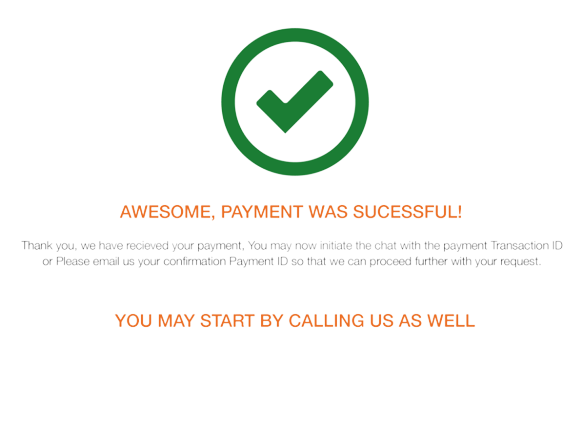 AWESOME, PAYMENT WAS SUCESSFUL!
Thank you, we have recieved your payment, You may now initiate the chat with the payment Transaction ID
or Please email us your confirmation Payment ID so that we can proceed further with your request.
YOU MAY START BY CALLING US AS WELL